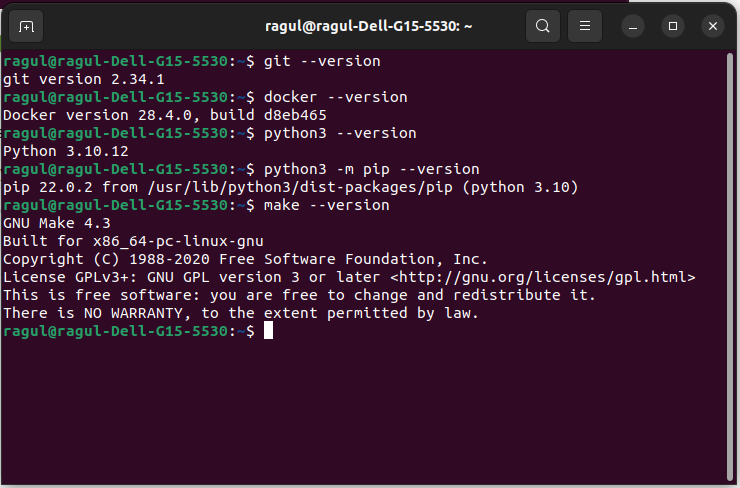 ragul@ragul-Dell-G15-5530: ~
ragul@ragul-Dell-G15-5530:~$ git --version
git version 2.34.1
ragul@ragul-Dell-G15-5530:~$ docker --version
Docker version 28.4.0, build d8eb465
ragul@ragul-Dell-G15-5530:~$ python3 --version
Python 3.10.12
ragul@ragul-Dell-G15-5530:~$ python3 -m pip --version
pip 22.0.2 from /usr/lib/python3/dist-packages/pip (python 3.10)
ragul@ragul-Dell-G15-5530:~$ make --version
GNU Make 4.3
Built for x86_64-pc-linux-gnu
Copyright (C) 1988-2020 Free Software Foundation, Inc.
License GPLv3+: GNU GPL version 3 or later <http://gnu.org/licenses/gpl.html>
This is free software: you are free to change and redistribute it.
There is NO WARRANTY, to the extent permitted by law.
ragul@ragul-Dell-G15-5530:~$